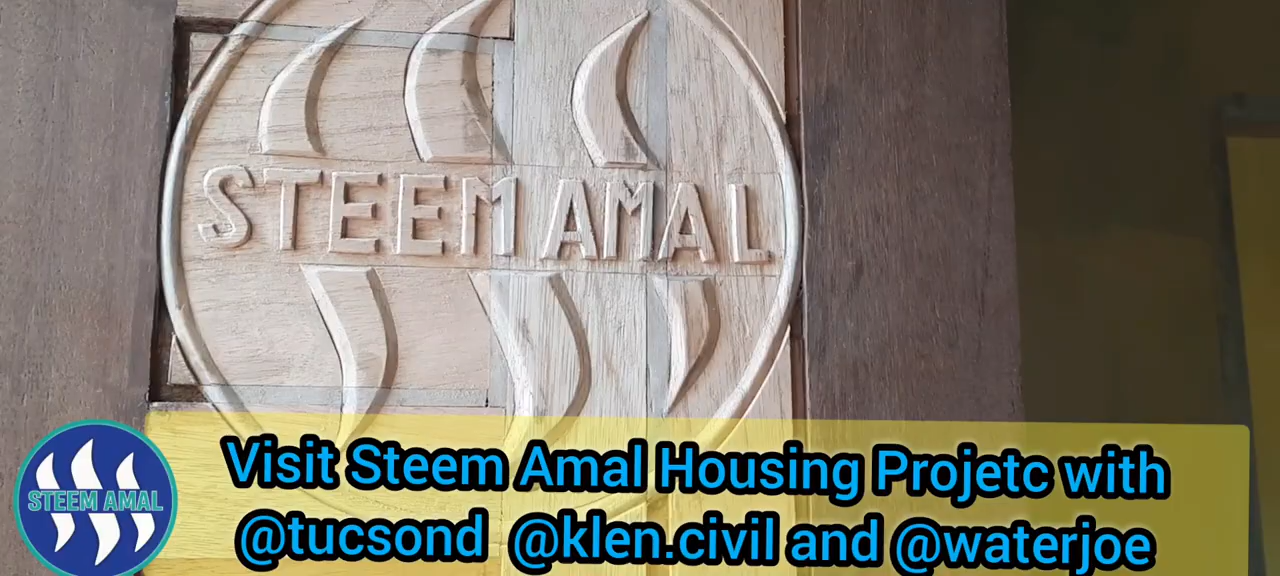 STEEM AMAL
Visit Steem Amal Housing Projetc with
STEEM AMAL
@tucsond @klen.civil and @waterjoe